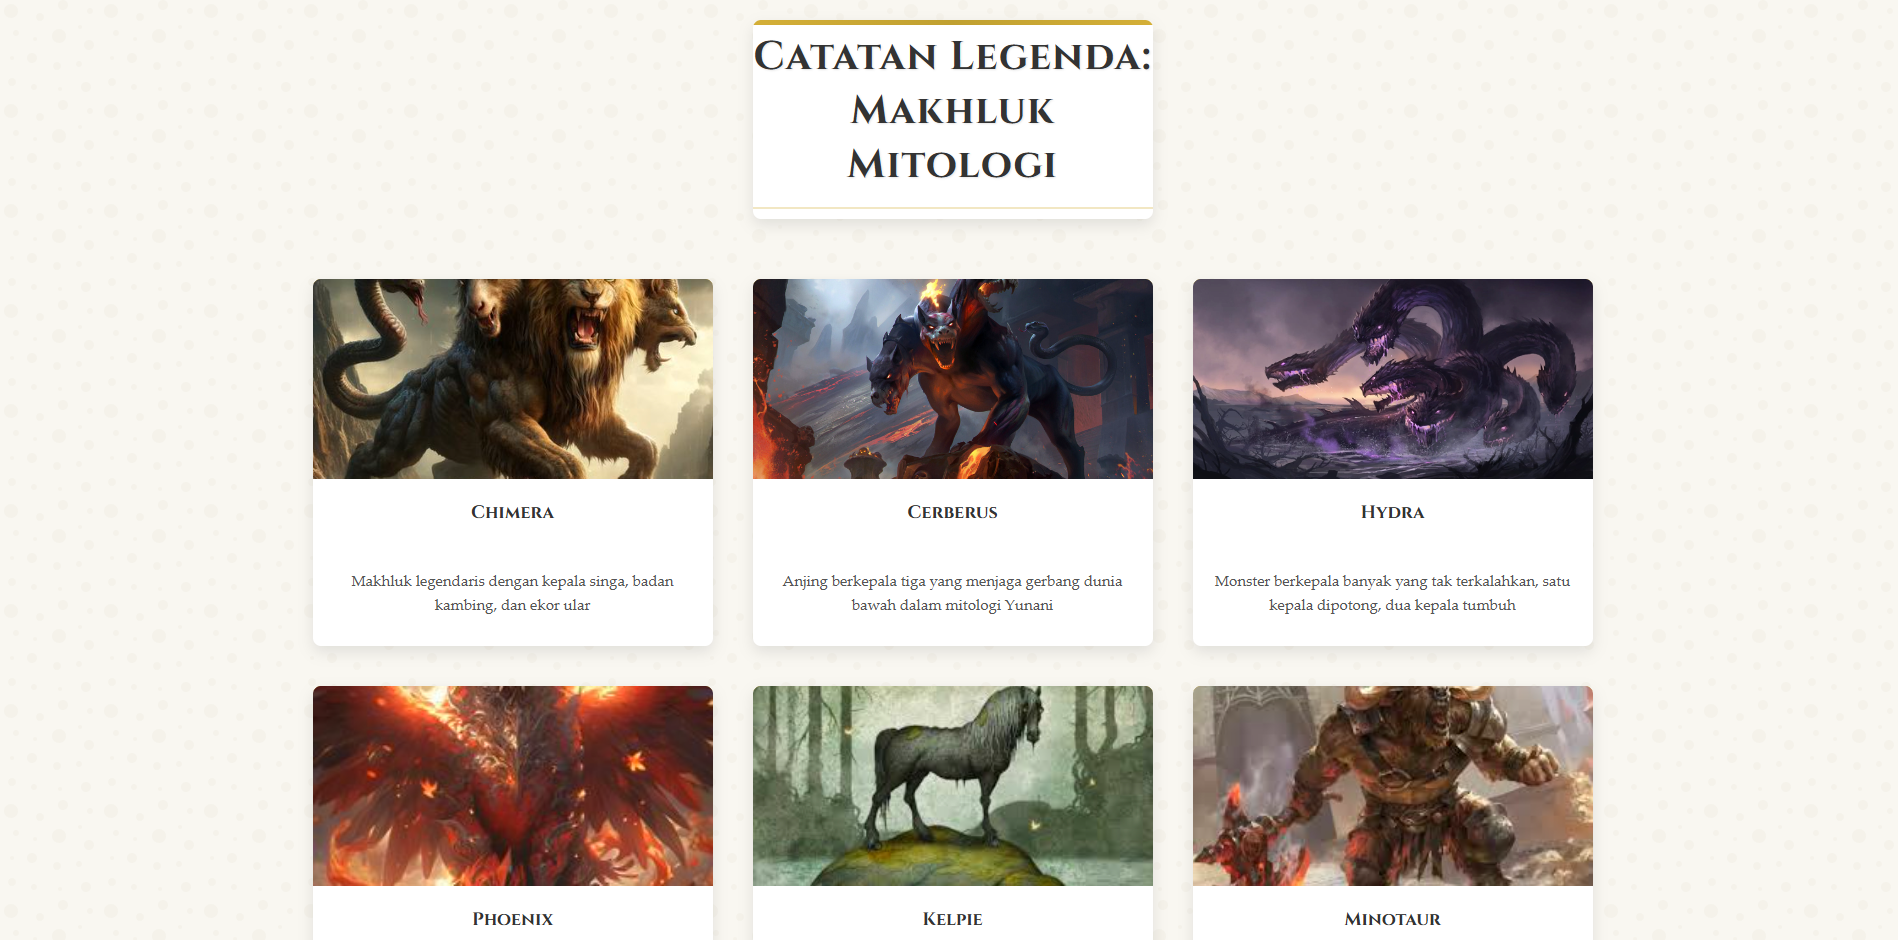 Catatan Legenda:
Makhluk
Mitologi
Chimera
Makhluk legendaris dengan kepala singa, badan
kambing, dan ekor ular
Cerberus
Anjing berkepala tiga yang menjaga gerbang dunia
bawah dalam mitologi Yunani
Hydra
Monster berkepala banyak yang tak terkalahkan, satu
kepala dipotong, dua kepala tumbuh
Phoenix
Kelpie
Minotaur